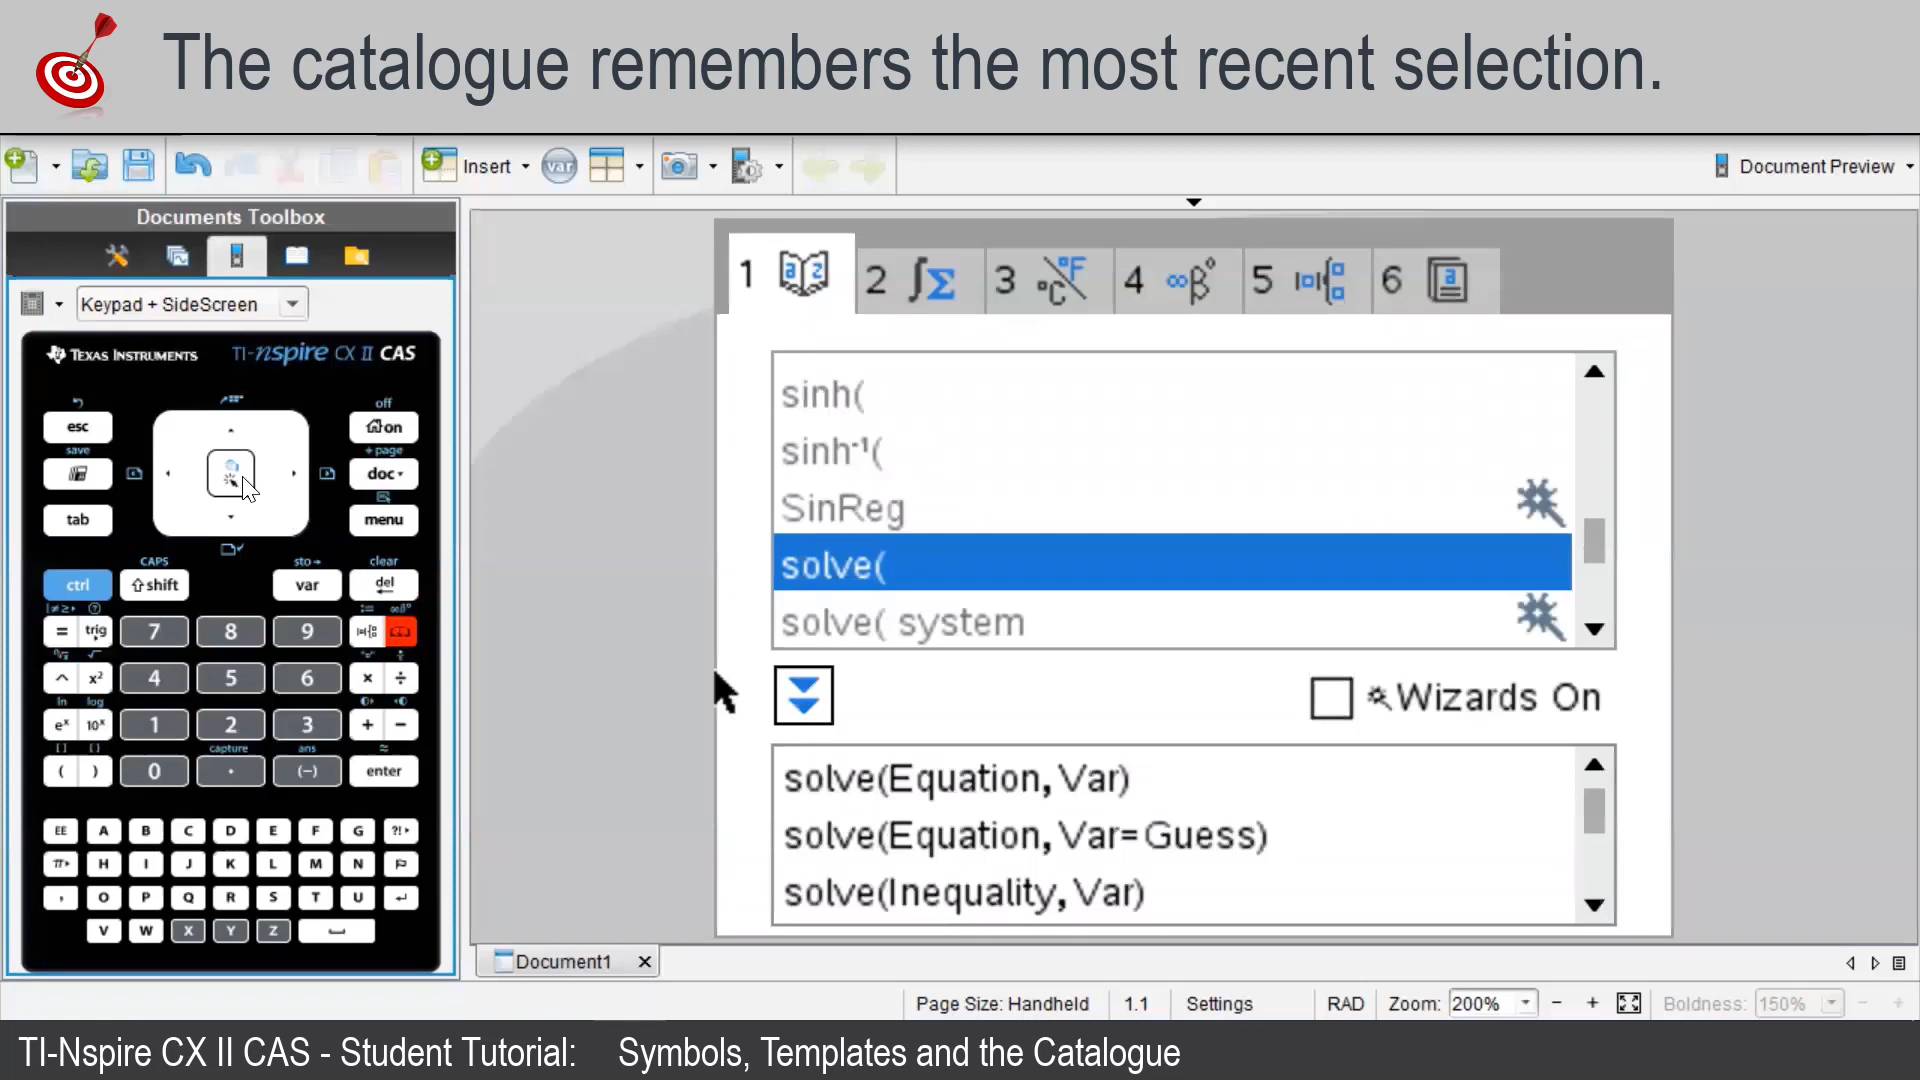 The catalogue remembers the most recent selection.
Insert
var
Document Preview
Documents Toolbox
Keypad + SideScreen
TEXAS INSTRUMENTS TI-nspire CX II CAS
off
esc
on
save
+ page
doc
tab
menu
CAPS
sto→
clear
ctrl
shift
var
del
= trig 7 8 9
^ x² 4 5 6 × ÷
ln log
eˣ 10ˣ 1 2 3 + −
[ ] { } capture ans ≈
( ) 0 . (−) enter
EE A B C D E F G ?!
π H I J K L M N
, O P Q R S T U
V W X Y Z
1 a z 2 ∫Σ 3 °C °F 4 ∞β° 5 6 a
sinh(
sinh⁻¹(
SinReg
solve(
solve( system
Wizards On
solve(Equation, Var)
solve(Equation, Var=Guess)
solve(Inequality, Var)
Document1
Page Size: Handheld 1.1 Settings RAD Zoom: 200% − + Boldness: 150% − +
TI-Nspire CX II CAS - Student Tutorial: Symbols, Templates and the Catalogue